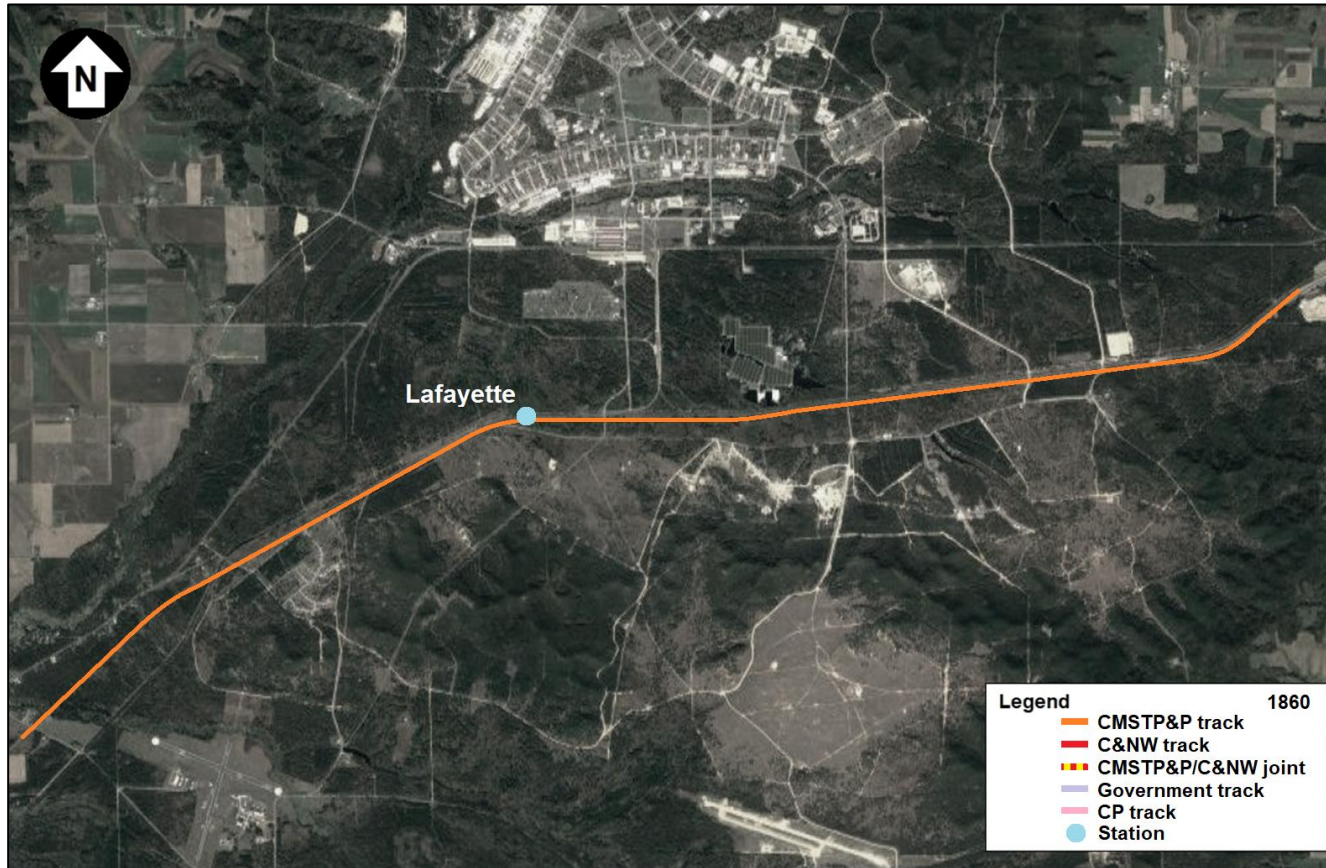 N
Lafayette
Legend 1860
CMSTP&P track
C&NW track
CMSTP&P/C&NW joint
Government track
CP track
Station